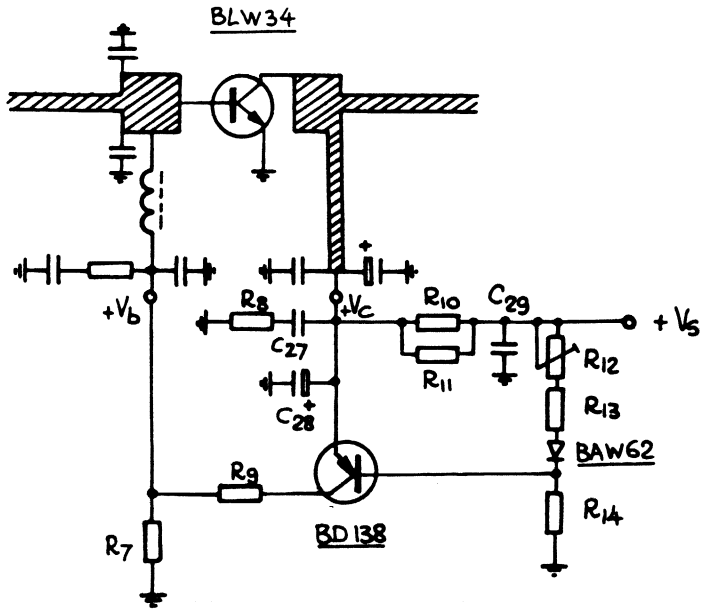 BLW34
+
+Vb
R8
+Vc
R10
C29
+ Vs
C27
R11
R12
C28
+
R13
BAW62
R9
R14
R7
BD138